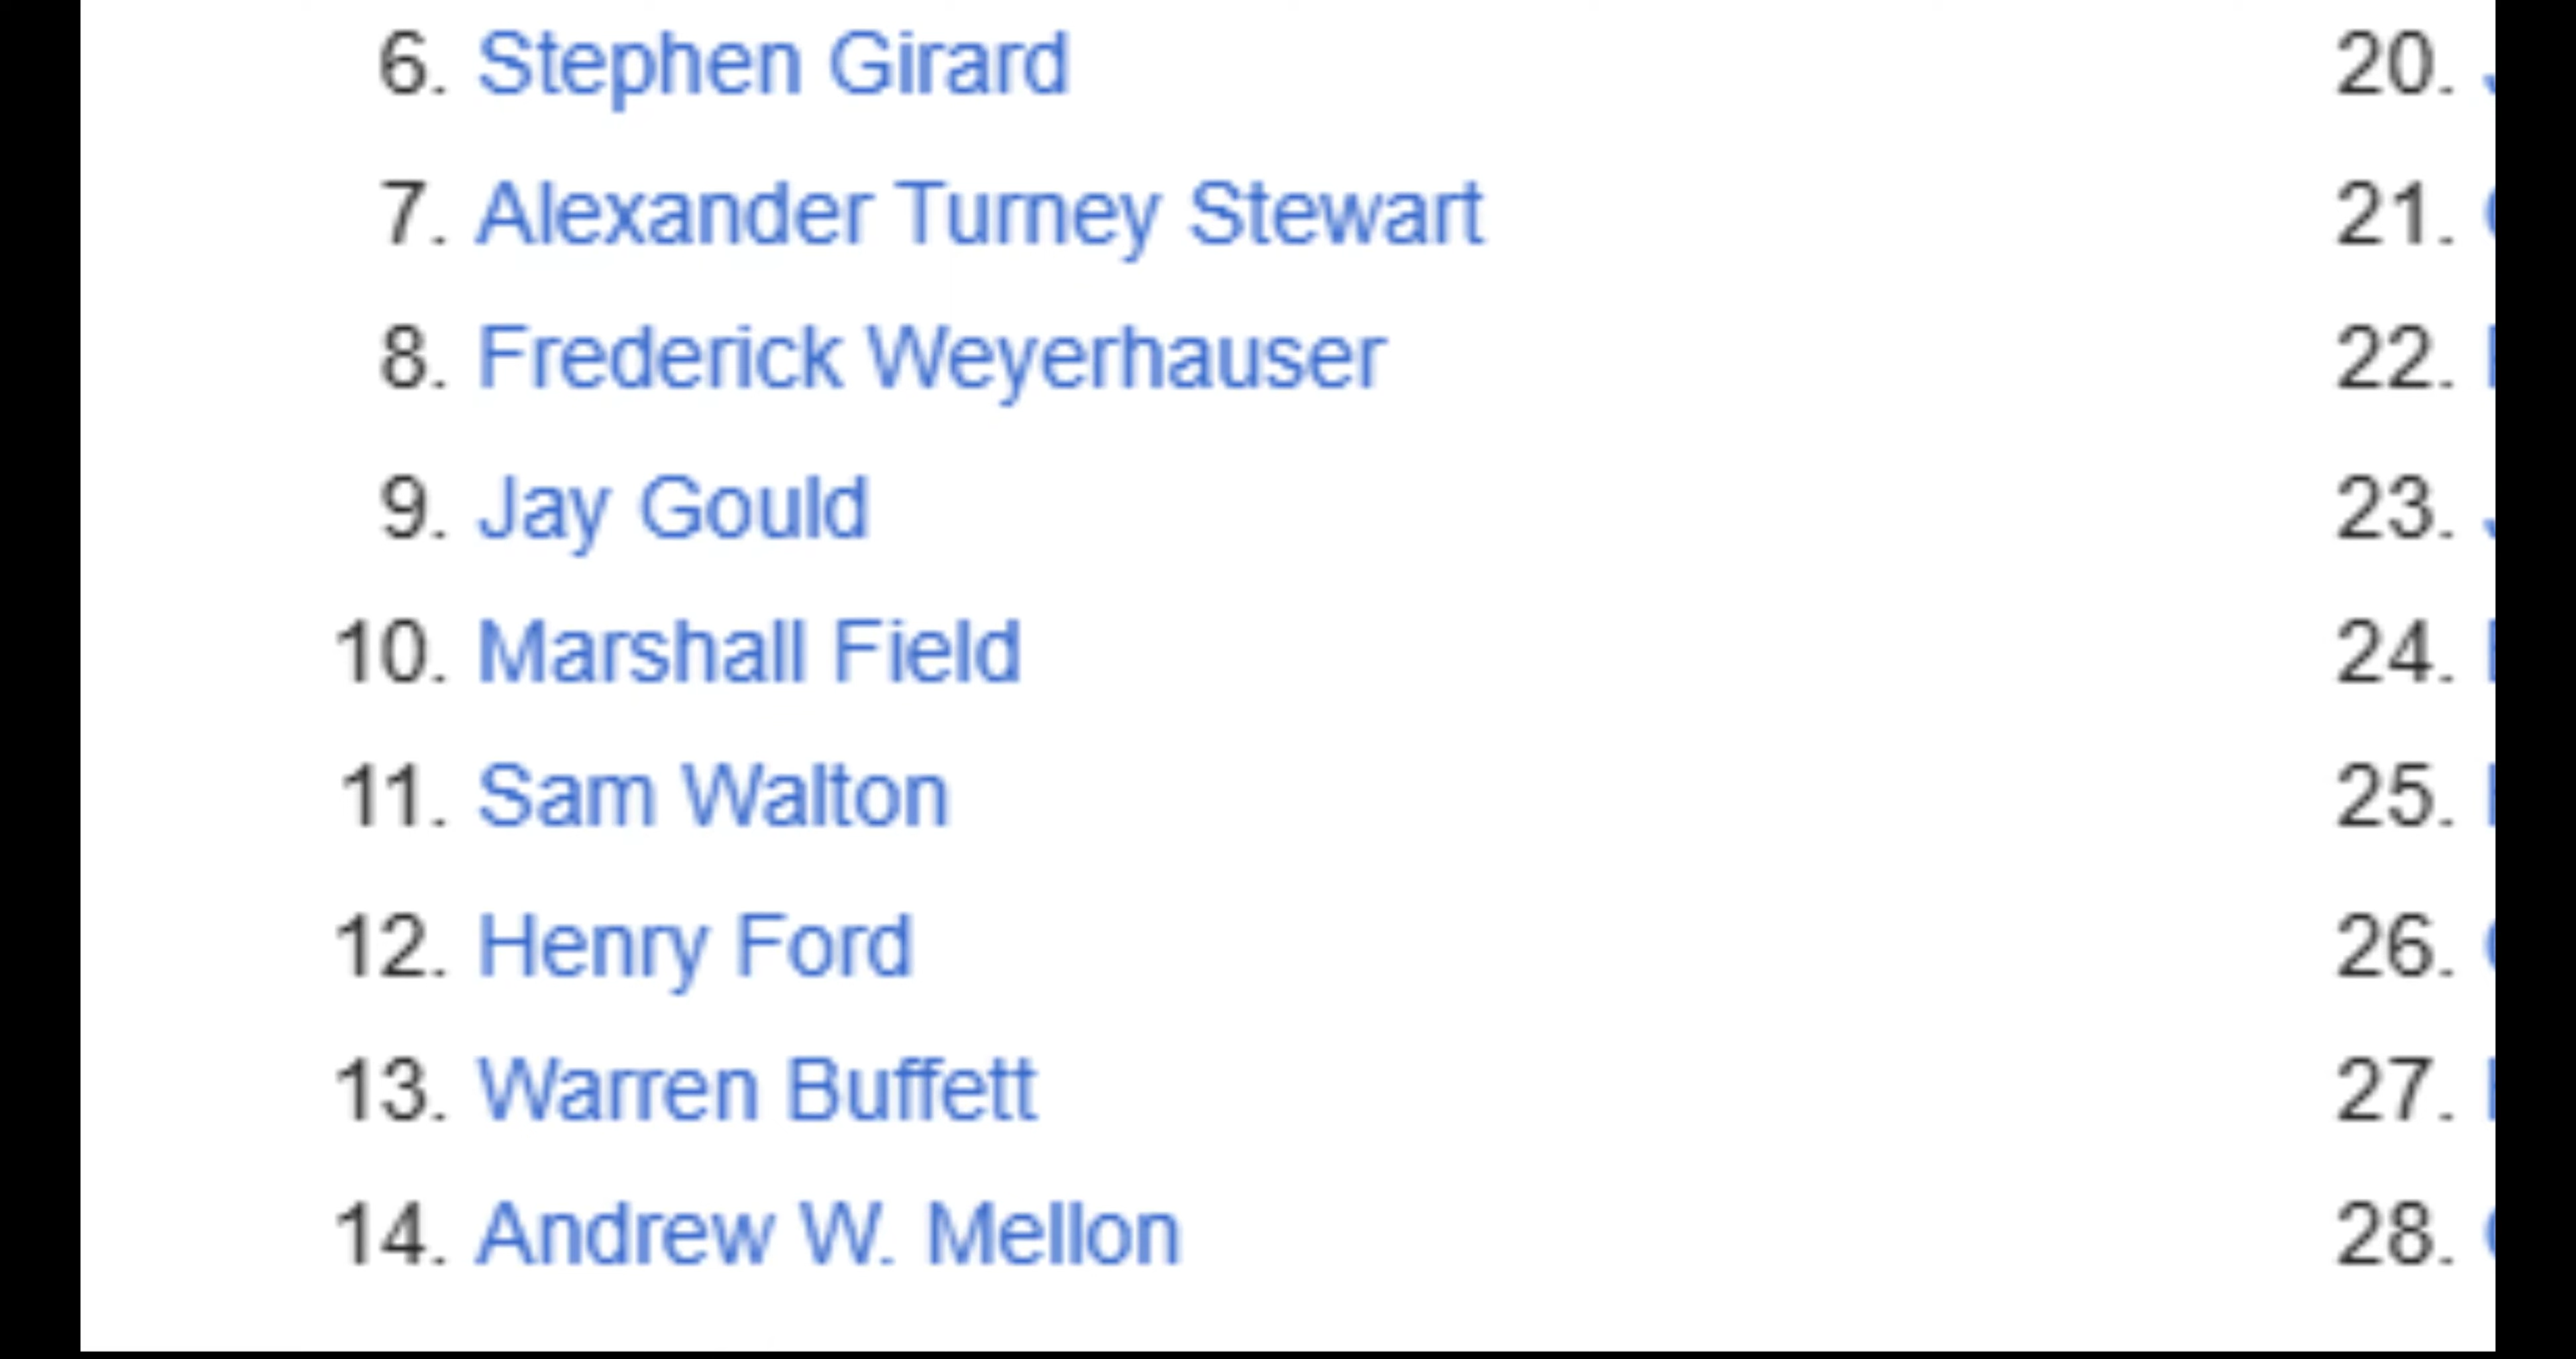 6. Stephen Girard
7. Alexander Turney Stewart
8. Frederick Weyerhauser
9. Jay Gould
10. Marshall Field
11. Sam Walton
12. Henry Ford
13. Warren Buffett
14. Andrew W. Mellon
20.
21.
22.
23.
24.
25.
26.
27.
28.